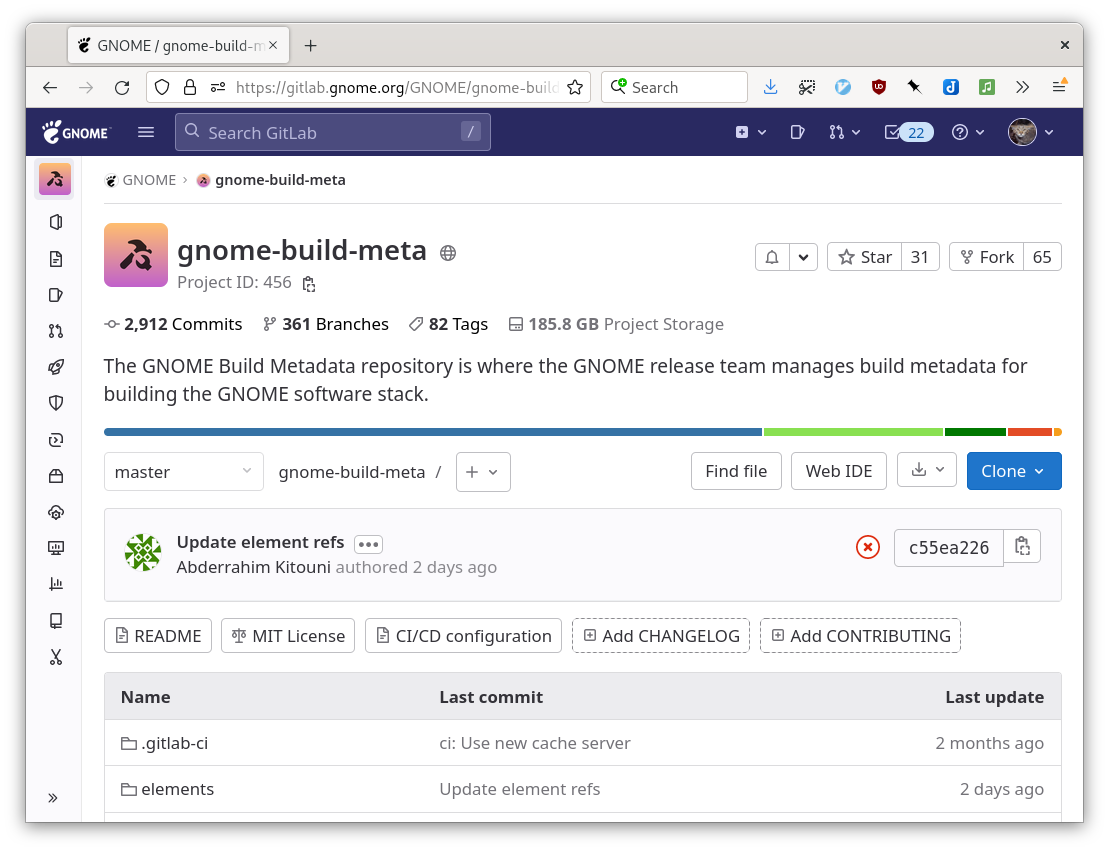 GNOME / gnome-build-m
https://gitlab.gnome.org/GNOME/gnome-build
Search
GNOME
Search GitLab
/
22
GNOME › gnome-build-meta
gnome-build-meta
Project ID: 456
Star 31
Fork 65
2,912 Commits
361 Branches
82 Tags
185.8 GB Project Storage
The GNOME Build Metadata repository is where the GNOME release team manages build metadata for
building the GNOME software stack.
master
gnome-build-meta /
+
Find file
Web IDE
Clone
Update element refs
Abderrahim Kitouni authored 2 days ago
c55ea226
README
MIT License
CI/CD configuration
Add CHANGELOG
Add CONTRIBUTING
Name Last commit Last update
.gitlab-ci ci: Use new cache server 2 months ago
elements Update element refs 2 days ago